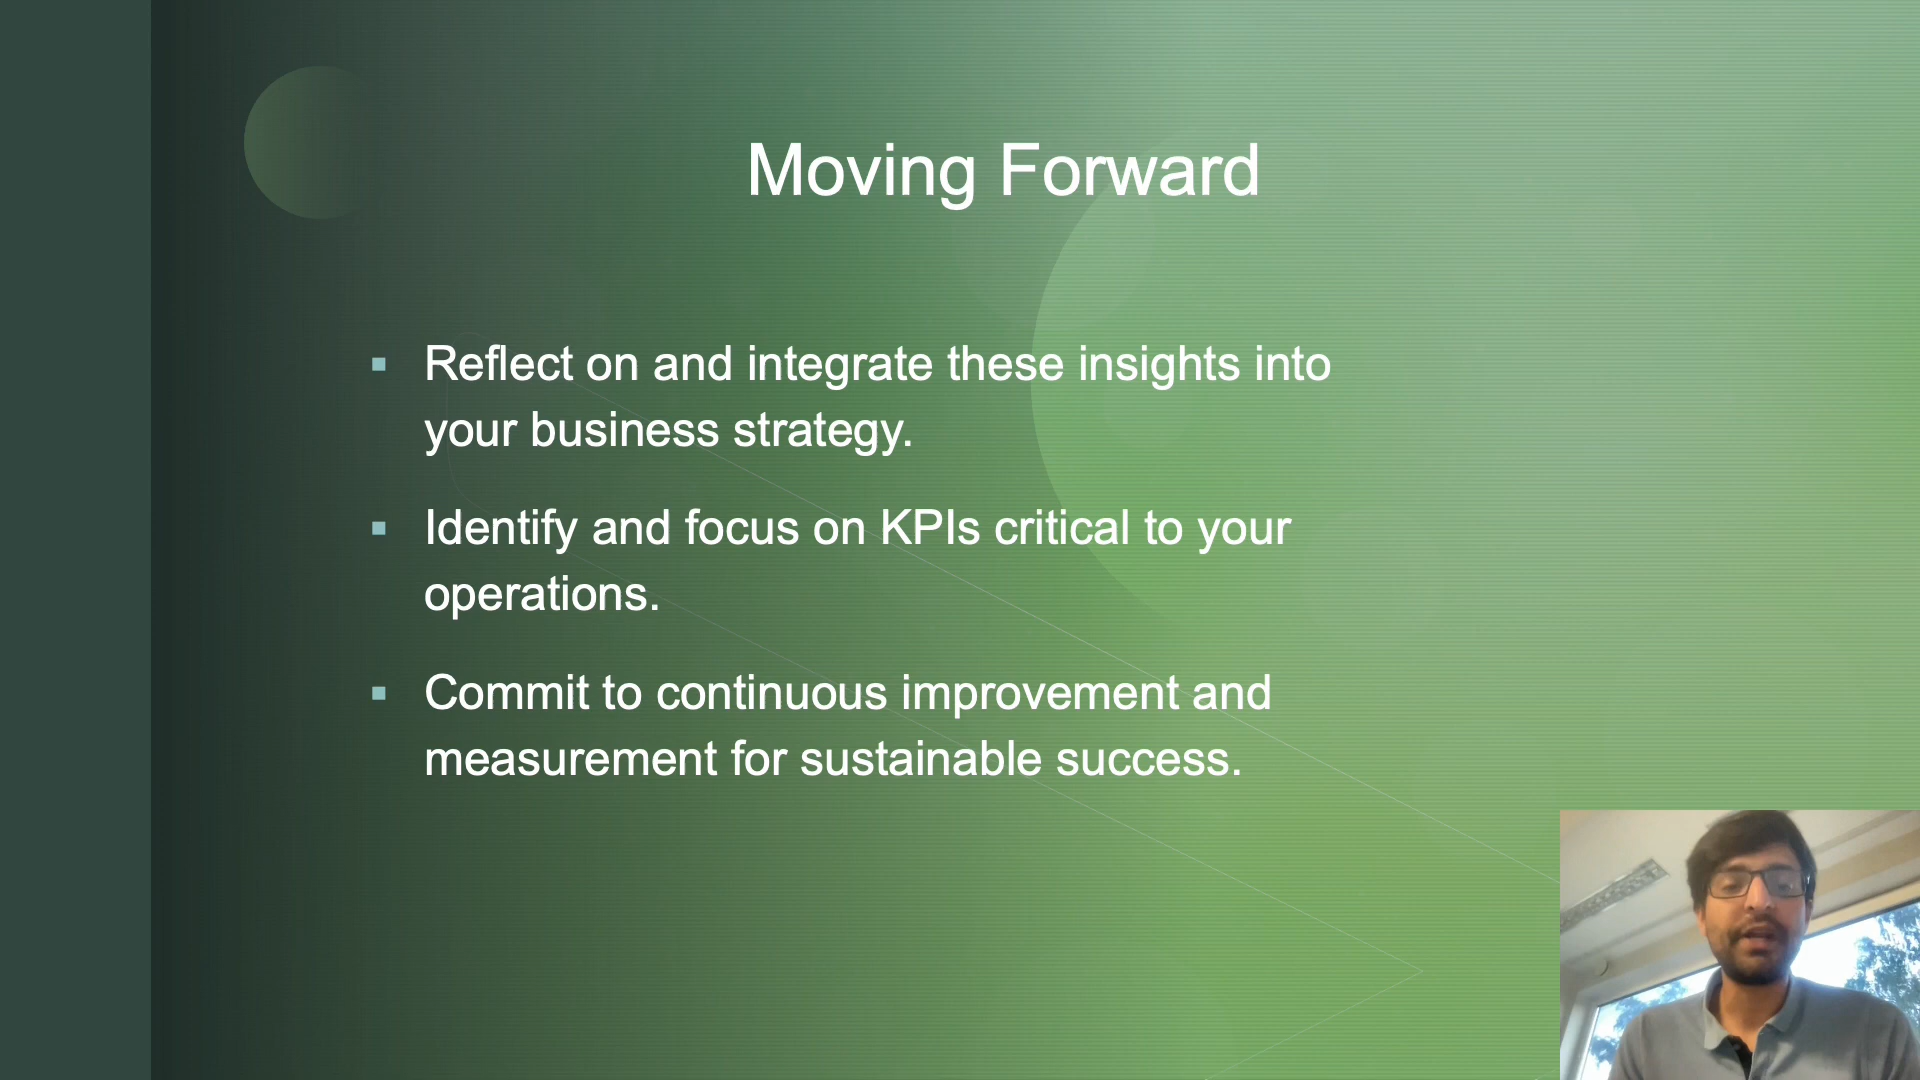 Moving Forward
Reflect on and integrate these insights into
your business strategy.
Identify and focus on KPIs critical to your
operations.
Commit to continuous improvement and
measurement for sustainable success.